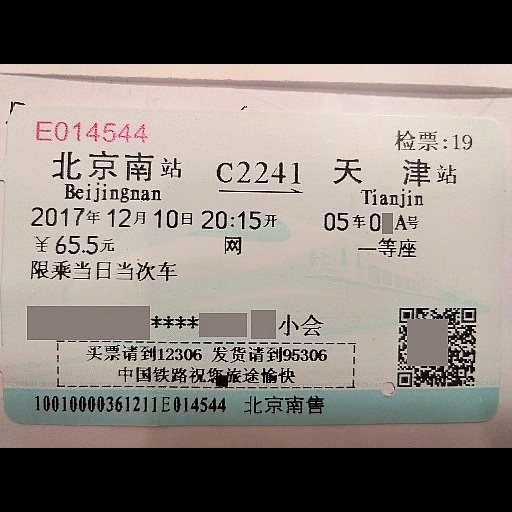 E014544
检票:19
北京南站 C2241 天津站
Beijingnan Tianjin
2017年12月10日20:15开 05车0A号
￥65.5元 网 一等座
限乘当日当次车
**** 小会
买票请到12306 发货请到95306
中国铁路祝您旅途愉快
10010000361211E014544 北京南售